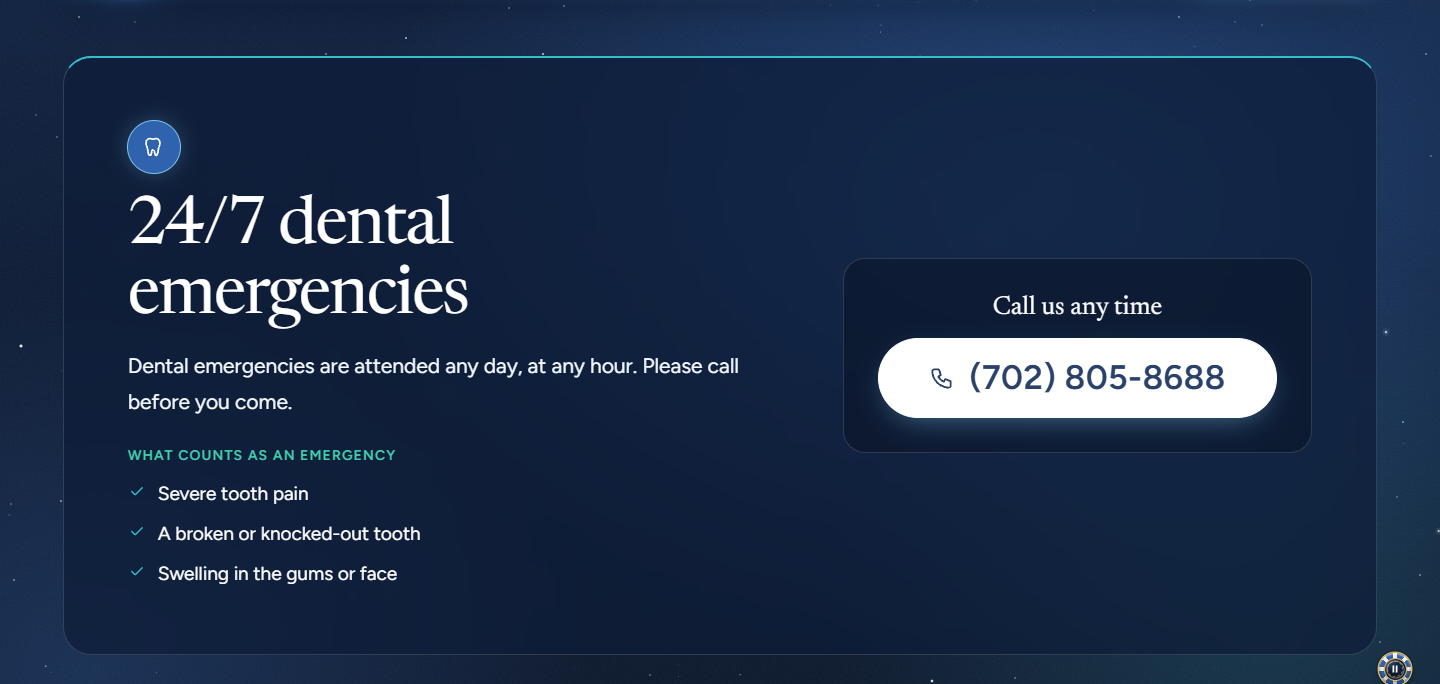 24/7 dental
emergencies
Dental emergencies are attended any day, at any hour. Please call
before you come.
WHAT COUNTS AS AN EMERGENCY
Severe tooth pain
A broken or knocked-out tooth
Swelling in the gums or face
Call us any time
(702) 805-8688